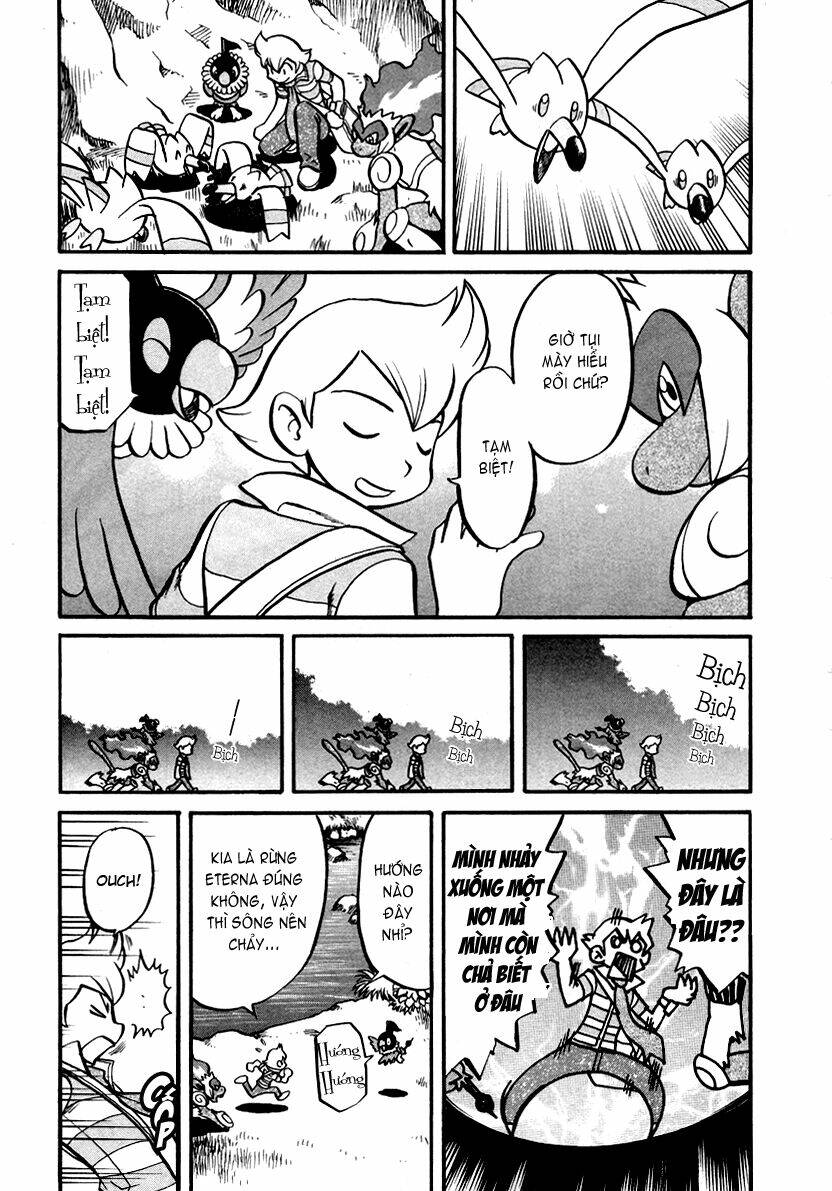 GIỜ TỤI
MÀY HIỂU
RỒI CHỨ?
TẠM
BIỆT!
Tạm
biệt!
Tạm
biệt!
Bịch
Bịch
Bịch
Bịch
Bịch
Bịch
Bịch
NHƯNG
ĐÂY LÀ
ĐÂU??
MÌNH NHẢY
XUỐNG MỘT
NƠI MÀ
MÌNH CÒN
CHẢ BIẾT
Ở ĐÂU
HƯỚNG
NÀO
ĐÂY
NHỈ?
KIA LÀ RỪNG
ETERNA ĐÚNG
KHÔNG, VẬY
THÌ SÔNG NÊN
CHẢY...
Hướng
Hướng
OUCH!
CỐP